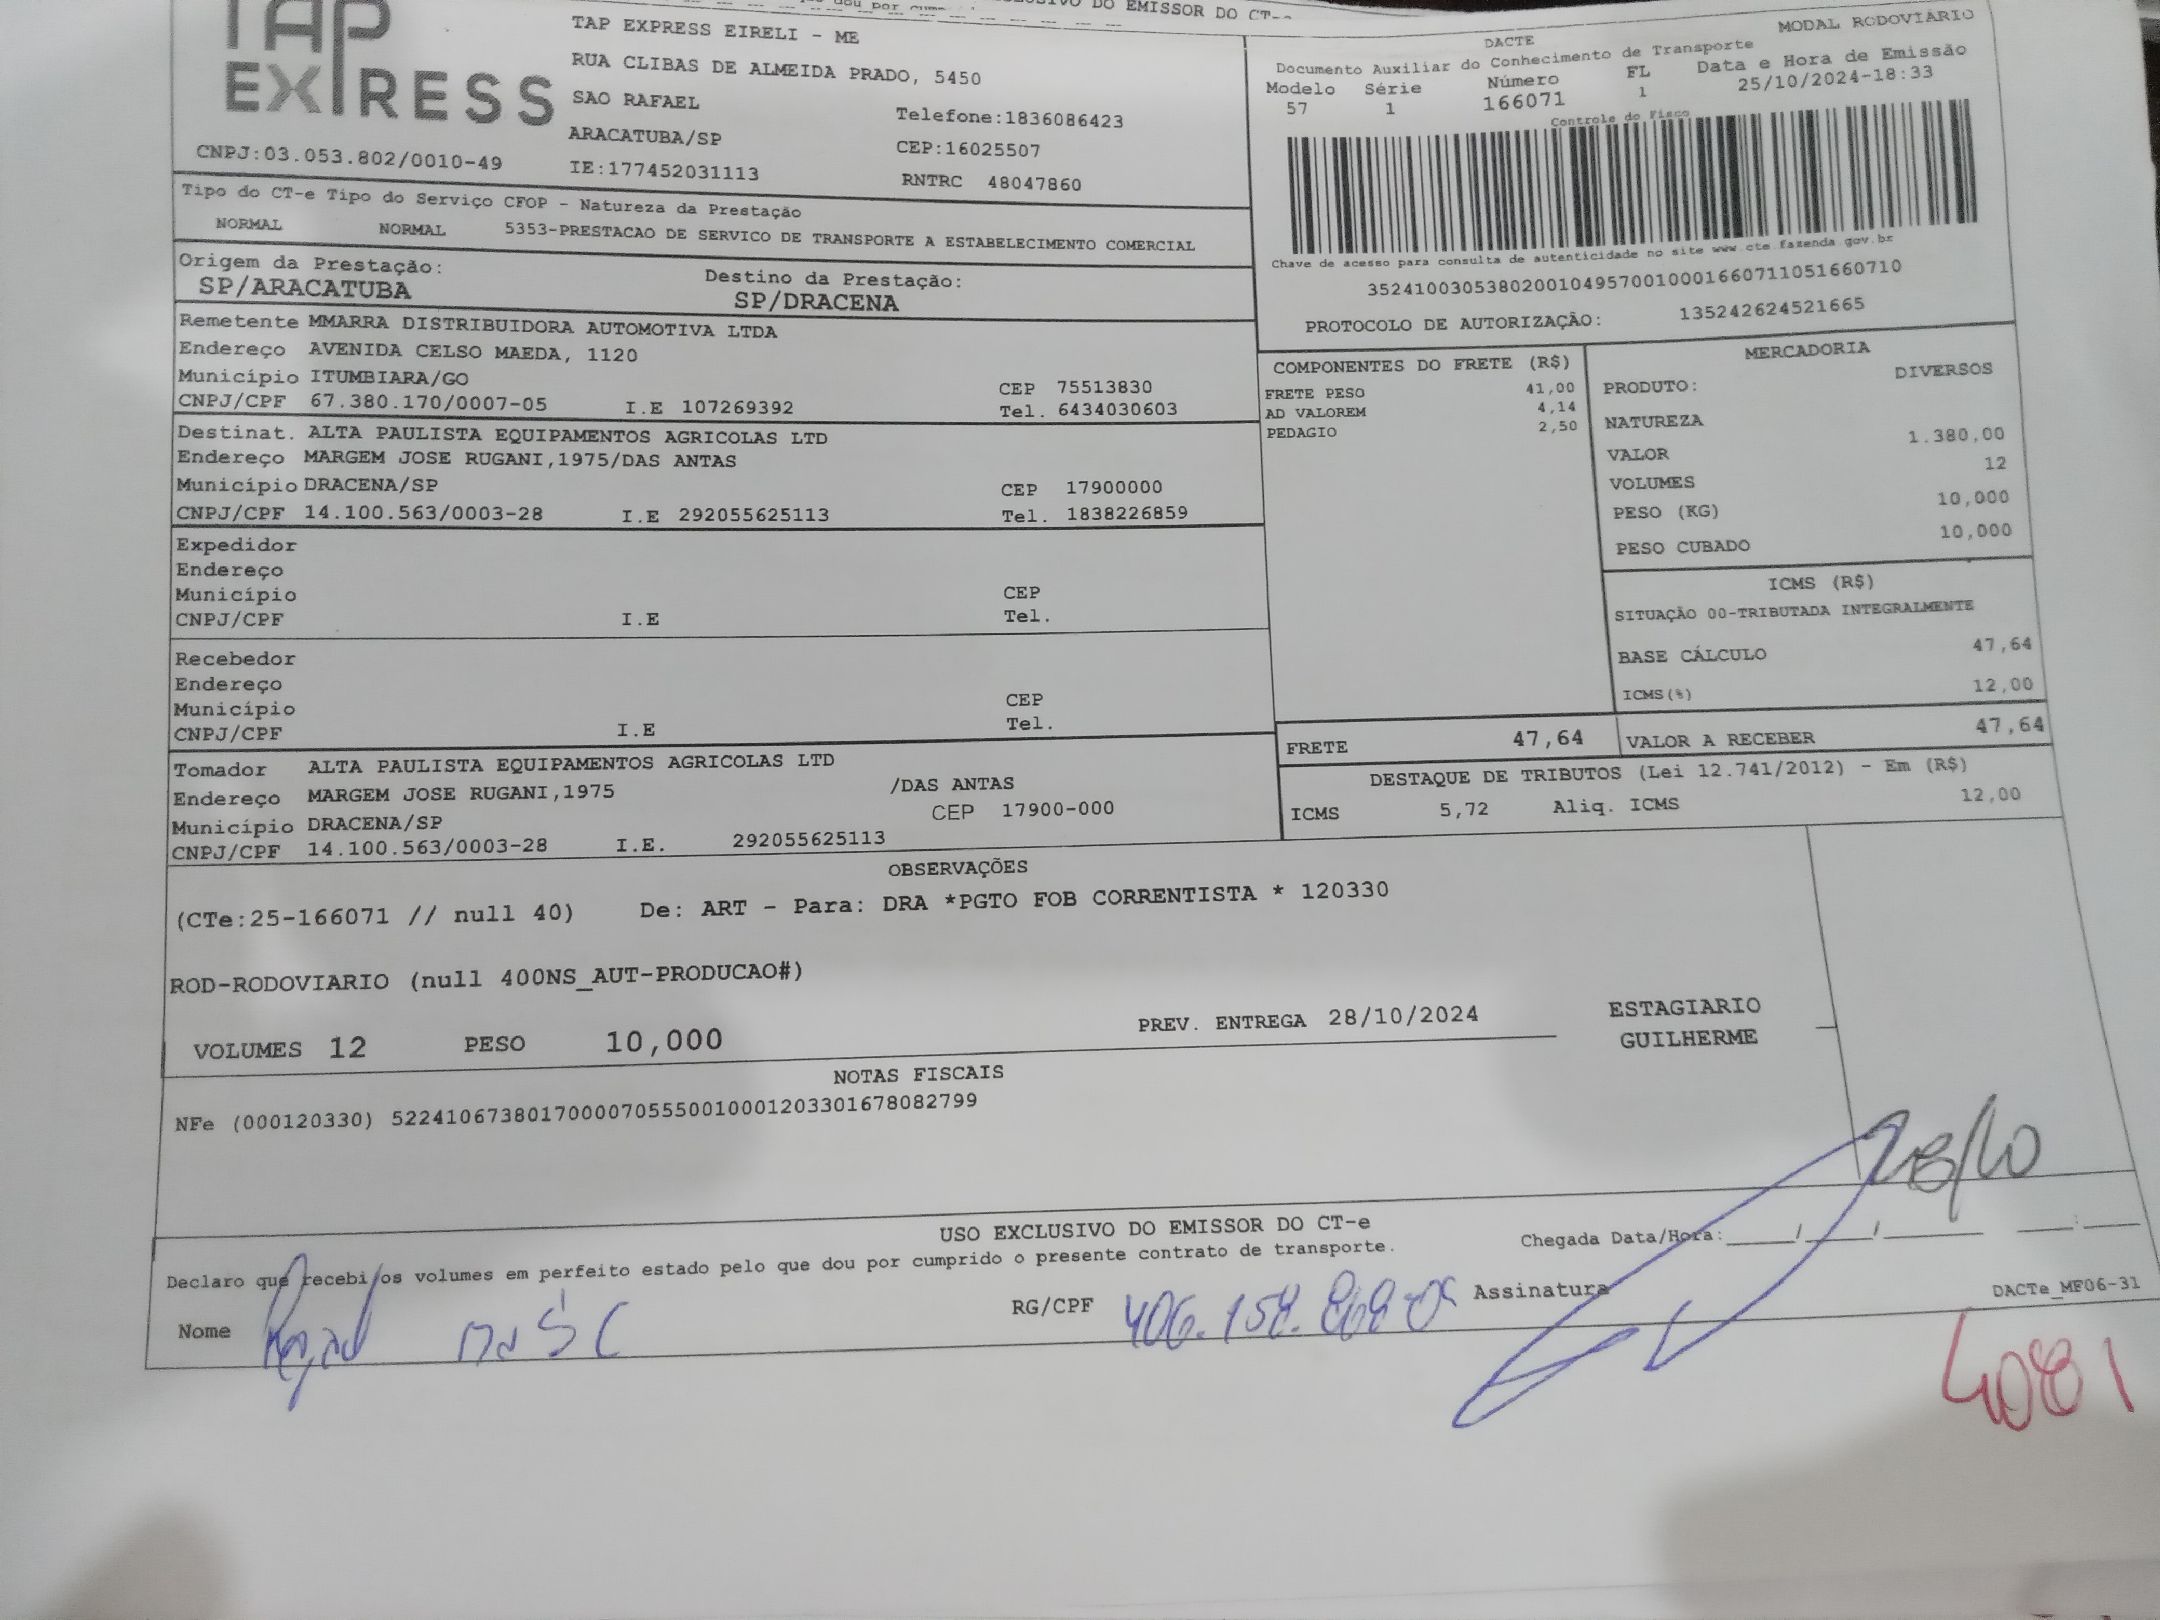 TAP EXPRESS
TAP EXPRESS EIRELI - ME
RUA CLIBAS DE ALMEIDA PRADO, 5450
SAO RAFAEL
Telefone:1836086423
ARACATUBA/SP
CEP:16025507
CNPJ:03.053.802/0010-49
IE:177452031113
RNTRC 48047860
MODAL RODOVIÁRIO
DACTE
Documento Auxiliar do Conhecimento de Transporte
Modelo Série Número FL Data e Hora de Emissão
57 1 166071 1 25/10/2024-18:33
Controle do Fisco
Chave de acesso para consulta de autenticidade no site www.cte.fazenda.gov.br
35241003053802001049570010001660711051660710
PROTOCOLO DE AUTORIZAÇÃO: 135242624521665
Tipo do CT-e Tipo do Serviço CFOP - Natureza da Prestação
NORMAL NORMAL 5353-PRESTACAO DE SERVICO DE TRANSPORTE A ESTABELECIMENTO COMERCIAL
Origem da Prestação: Destino da Prestação:
SP/ARACATUBA SP/DRACENA
Remetente MMARRA DISTRIBUIDORA AUTOMOTIVA LTDA
Endereço AVENIDA CELSO MAEDA, 1120
Município ITUMBIARA/GO CEP 75513830
CNPJ/CPF 67.380.170/0007-05 I.E 107269392 Tel. 6434030603
Destinat. ALTA PAULISTA EQUIPAMENTOS AGRICOLAS LTD
Endereço MARGEM JOSE RUGANI,1975/DAS ANTAS
Município DRACENA/SP CEP 17900000
CNPJ/CPF 14.100.563/0003-28 I.E 292055625113 Tel. 1838226859
Expedidor
Endereço
Município CEP
CNPJ/CPF I.E Tel.
Recebedor
Endereço
Município CEP
CNPJ/CPF I.E Tel.
Tomador ALTA PAULISTA EQUIPAMENTOS AGRICOLAS LTD
Endereço MARGEM JOSE RUGANI,1975 /DAS ANTAS
Município DRACENA/SP CEP 17900-000
CNPJ/CPF 14.100.563/0003-28 I.E. 292055625113
COMPONENTES DO FRETE (R$)
FRETE PESO 41,00
AD VALOREM 4,14
PEDAGIO 2,50
MERCADORIA
PRODUTO: DIVERSOS
NATUREZA
VALOR 1.380,00
VOLUMES 12
PESO (KG) 10,000
PESO CUBADO 10,000
ICMS (R$)
SITUAÇÃO 00-TRIBUTADA INTEGRALMENTE
BASE CÁLCULO 47,64
ICMS(%) 12,00
FRETE 47,64 VALOR A RECEBER 47,64
DESTAQUE DE TRIBUTOS (Lei 12.741/2012) - Em (R$)
ICMS 5,72 Aliq. ICMS 12,00
OBSERVAÇÕES
(CTe:25-166071 // null 40) De: ART - Para: DRA *PGTO FOB CORRENTISTA * 120330
ROD-RODOVIARIO (null 400NS_AUT-PRODUCAO#)
VOLUMES 12 PESO 10,000 PREV. ENTREGA 28/10/2024
ESTAGIARIO
GUILHERME
NOTAS FISCAIS
NFe (000120330) 52241067380170000705550010001203301678082799
28/10
USO EXCLUSIVO DO EMISSOR DO CT-e
Declaro que recebi os volumes em perfeito estado pelo que dou por cumprido o presente contrato de transporte.
Chegada Data/Hora:____/____/______ ____:____
Nome RG/CPF Assinatura
DACTe_MF06-31
4081